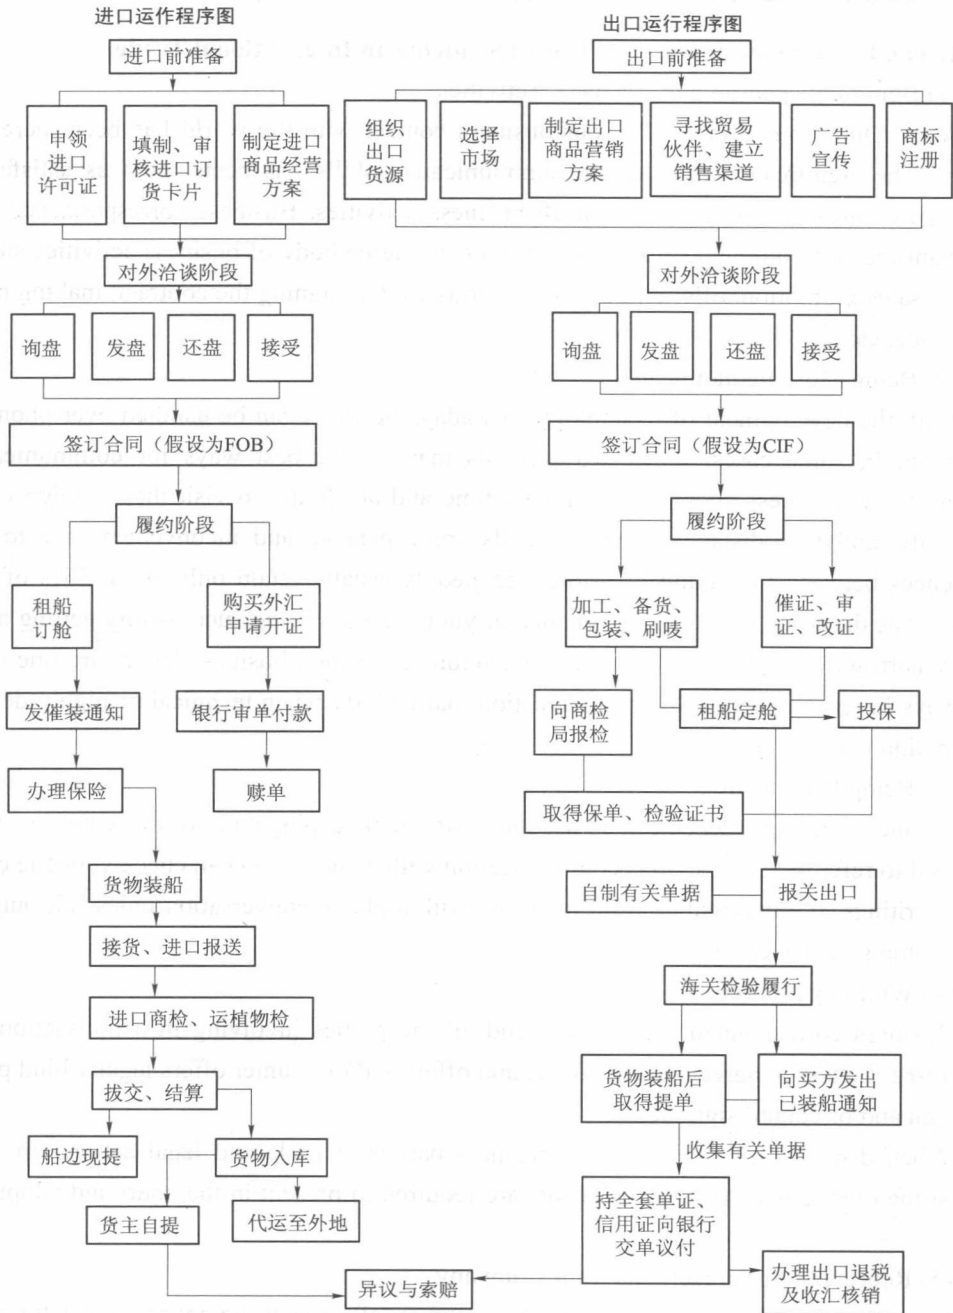 进口运作程序图
进口前准备
申领
进口
许可证
填制、审
核进口订
货卡片
制定进口
商品经营
方案
对外洽谈阶段
询盘
发盘
还盘
接受
签订合同（假设为FOB）
履约阶段
租船
订舱
购买外汇
申请开证
发催装通知
银行审单付款
办理保险
赎单
货物装船
接货、进口报送
进口商检、运植物检
拔交、结算
船边现提
货物入库
货主自提
代运至外地
异议与索赔
出口运行程序图
出口前准备
组织
出口
货源
选择
市场
制定出口
商品营销
方案
寻找贸易
伙伴、建立
销售渠道
广告
宣传
商标
注册
对外洽谈阶段
询盘
发盘
还盘
接受
签订合同（假设为CIF）
履约阶段
加工、备货、
包装、刷唛
催证、审
证、改证
向商检
局报检
租船定舱
投保
取得保单、检验证书
自制有关单据
报关出口
海关检验履行
货物装船后
取得提单
向买方发出
已装船通知
收集有关单据
持全套单证、
信用证向银行
交单议付
办理出口退税
及收汇核销